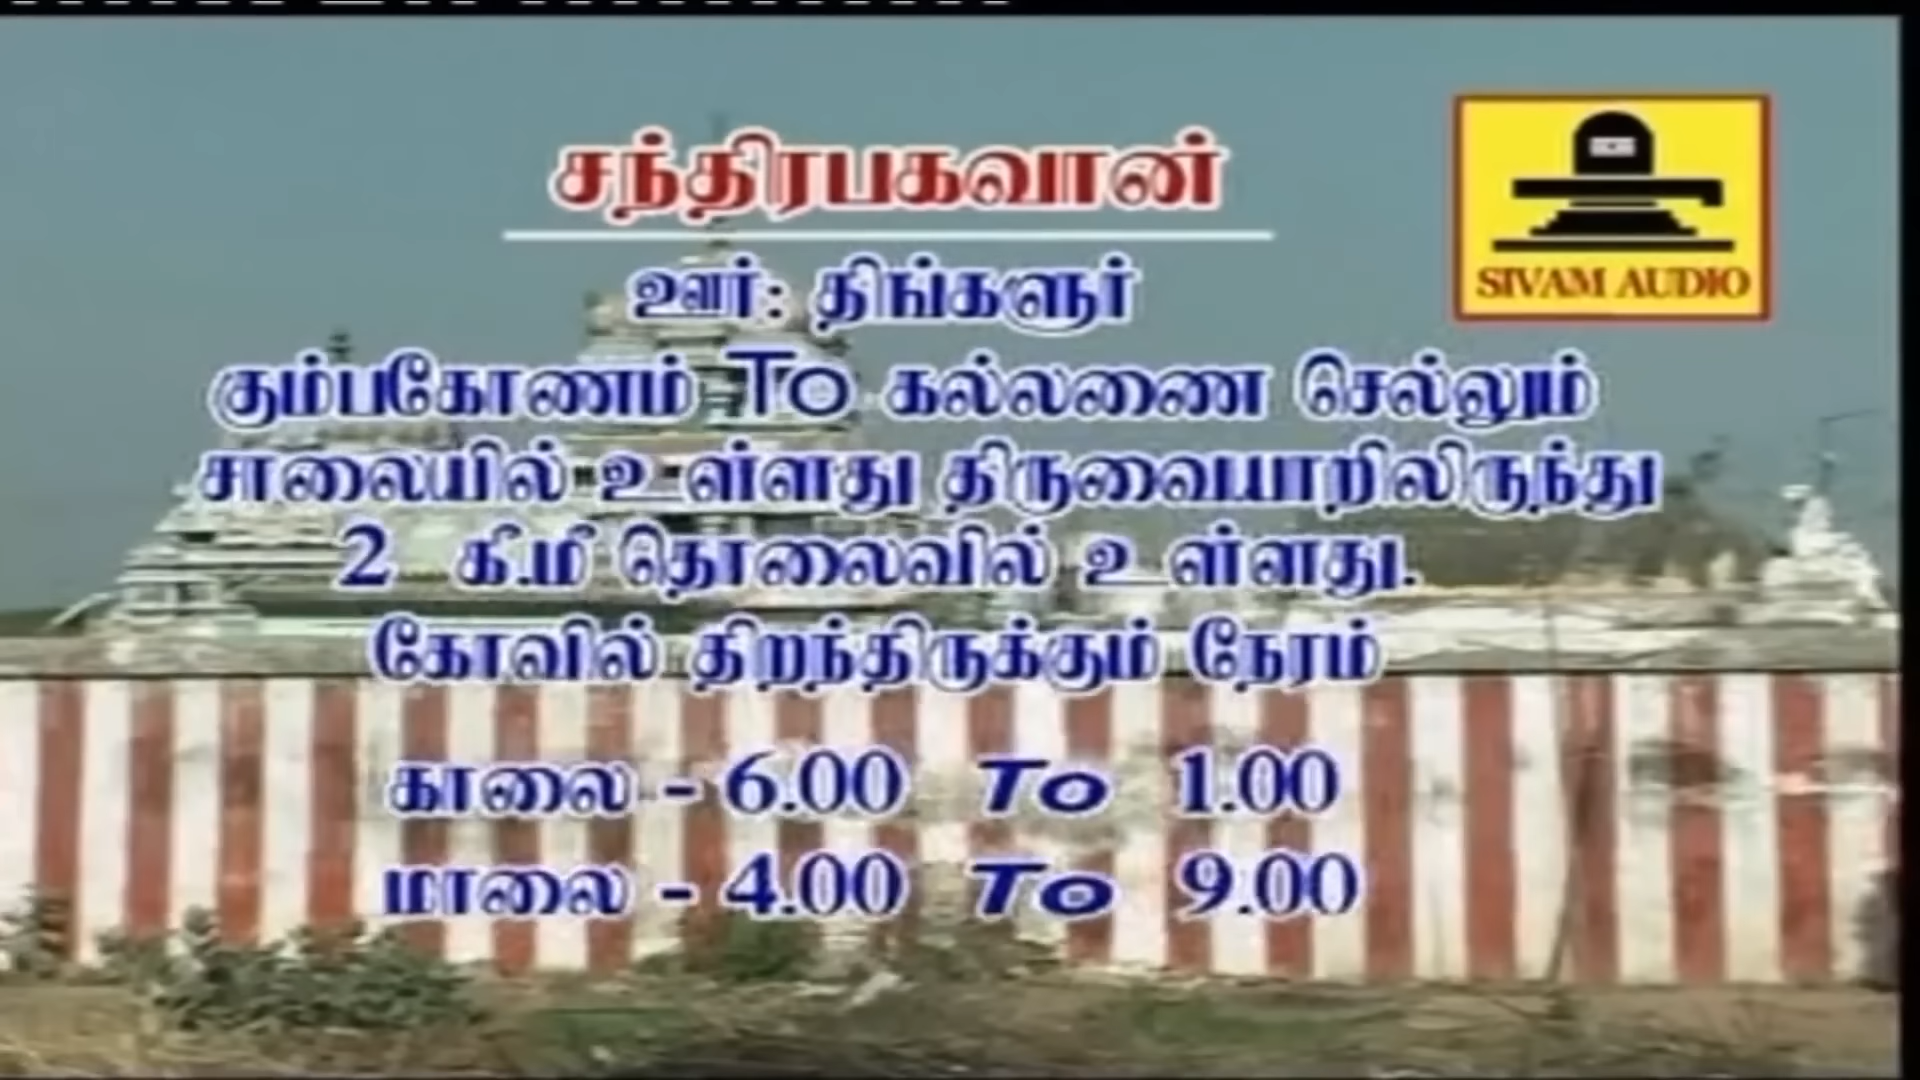 சந்திரபகவான்
SIVAM AUDIO
ஊர்: திங்களுர்
கும்பகோணம் To கல்லணை செல்லும்
சாலையில் உள்ளது திருவையாறிலிருந்து
2 கி.மீ தொலைவில் உள்ளது.
கோவில் திறந்திருக்கும் நேரம்
காலை - 6.00 To 1.00
மாலை - 4.00 To 9.00